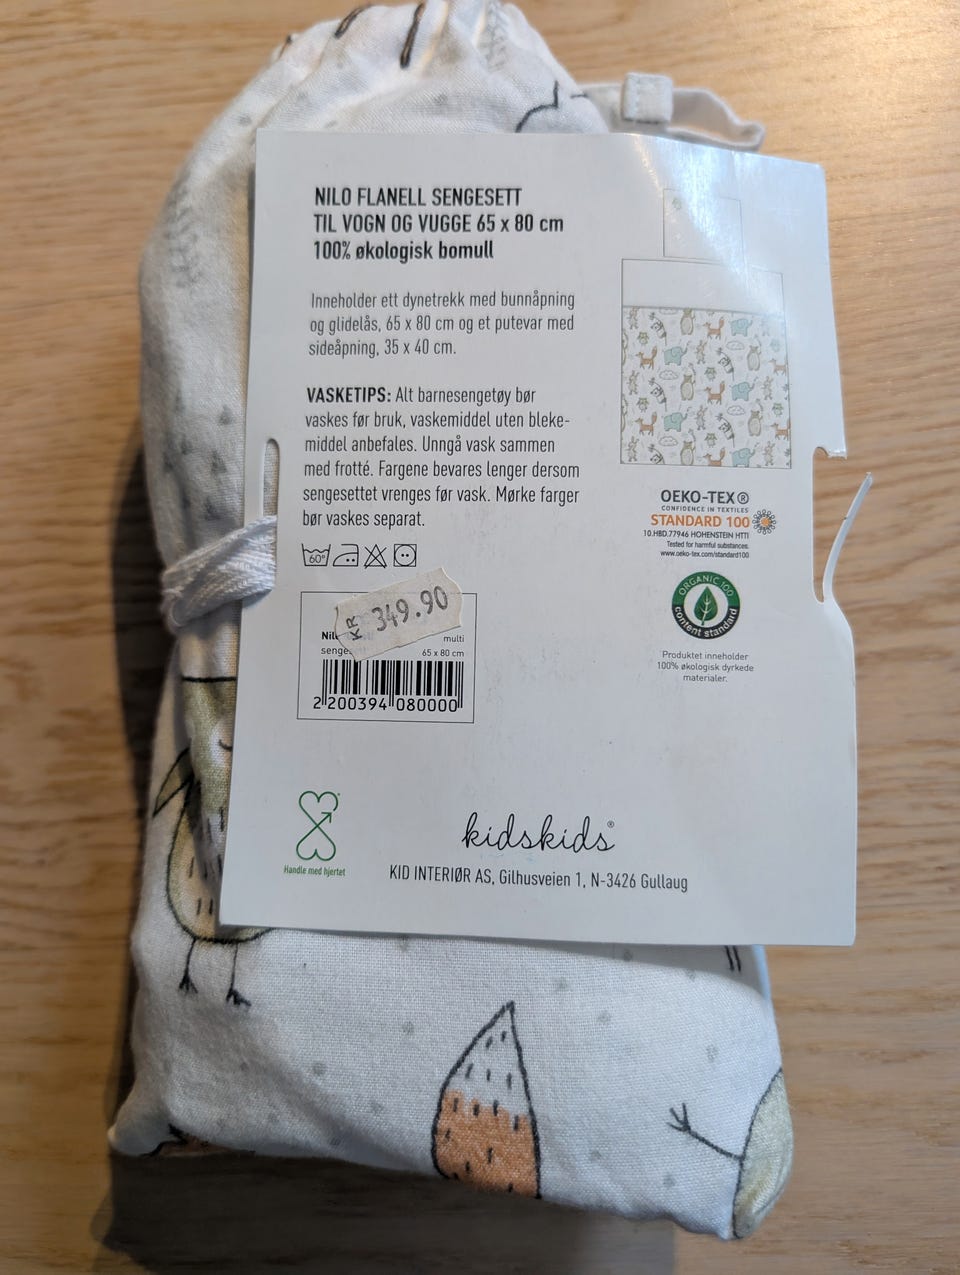 NILO FLANELL SENGESETT
TIL VOGN OG VUGGE 65 x 80 cm
100% økologisk bomull
Inneholder ett dynetrekk med bunnåpning
og glidelås, 65 x 80 cm og et putevar med
sideåpning, 35 x 40 cm.
VASKETIPS: Alt barnesengetøy bør
vaskes før bruk, vaskemiddel uten bleke-
middel anbefales. Unngå vask sammen
med frotté. Fargene bevares lenger dersom
sengesettet vrenges før vask. Mørke farger
bør vaskes separat.
60°
OEKO-TEX®
CONFIDENCE IN TEXTILES
STANDARD 100
10.HBD.77946 HOHENSTEIN HTTI
Tested for harmful substances.
www.oeko-tex.com/standard100
ORGANIC 100
content standard
Produktet inneholder
100% økologisk dyrkede
materialer.
KR 349.90
multi
65 x 80 cm
2 200394 080000
Handle med hjertet
kidskids®
KID INTERIØR AS, Gilhusveien 1, N-3426 Gullaug